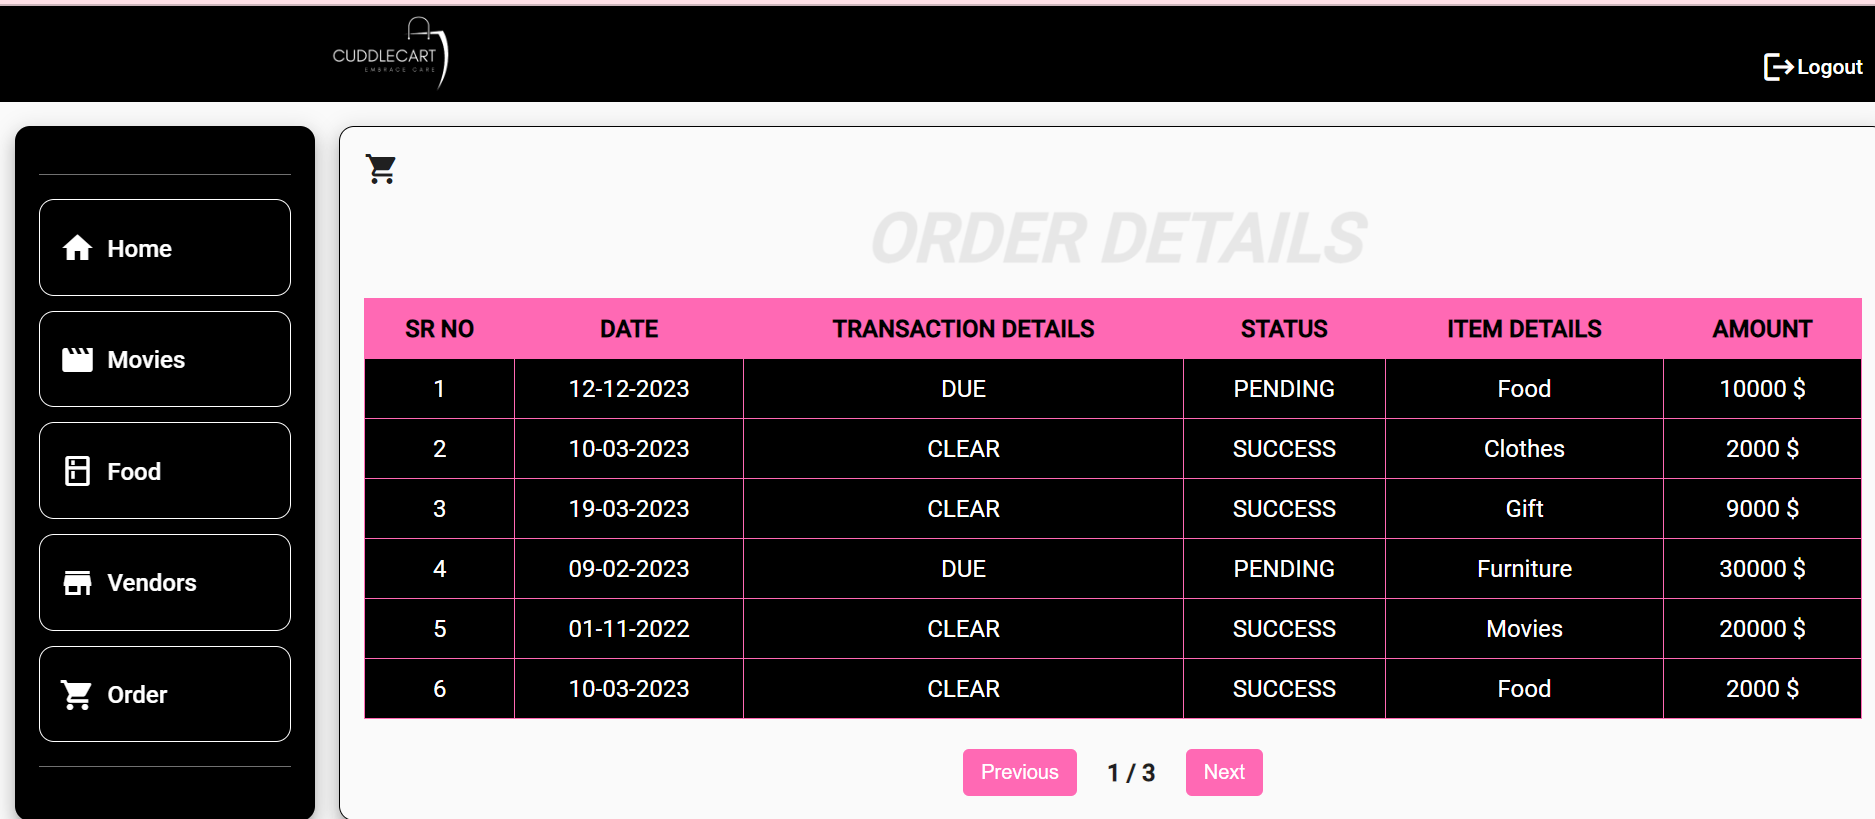 CUDDLECART
EMBRACE CARE
Logout
Home
Movies
Food
Vendors
Order
ORDER DETAILS
SR NO DATE TRANSACTION DETAILS STATUS ITEM DETAILS AMOUNT
1 12-12-2023 DUE PENDING Food 10000 $
2 10-03-2023 CLEAR SUCCESS Clothes 2000 $
3 19-03-2023 CLEAR SUCCESS Gift 9000 $
4 09-02-2023 DUE PENDING Furniture 30000 $
5 01-11-2022 CLEAR SUCCESS Movies 20000 $
6 10-03-2023 CLEAR SUCCESS Food 2000 $
Previous 1 / 3 Next